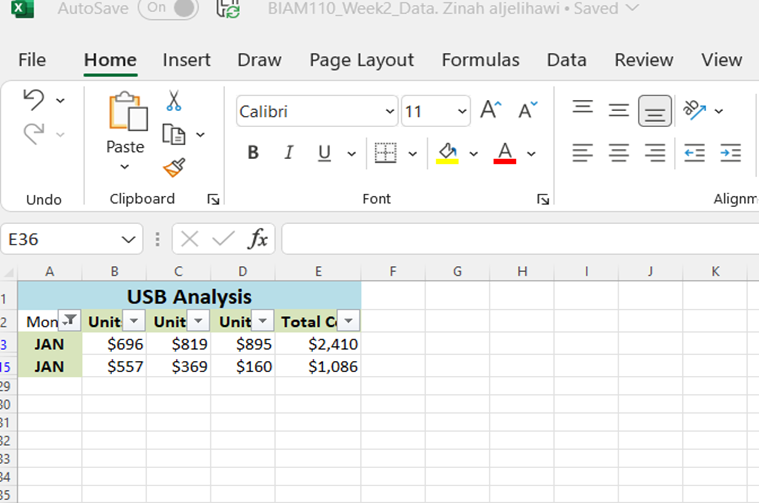 AutoSave On BIAM110_Week2_Data. Zinah aljelihawi • Saved
File Home Insert Draw Page Layout Formulas Data Review View
Calibri 11 A A
Paste
B I U A
Undo Clipboard Font Alignm
E36 fx
A B C D E F G H I J K
1 USB Analysis
2 Mon Unit Unit Unit Total C
3 JAN $696 $819 $895 $2,410
15 JAN $557 $369 $160 $1,086
29
30
31
32
33
34
35